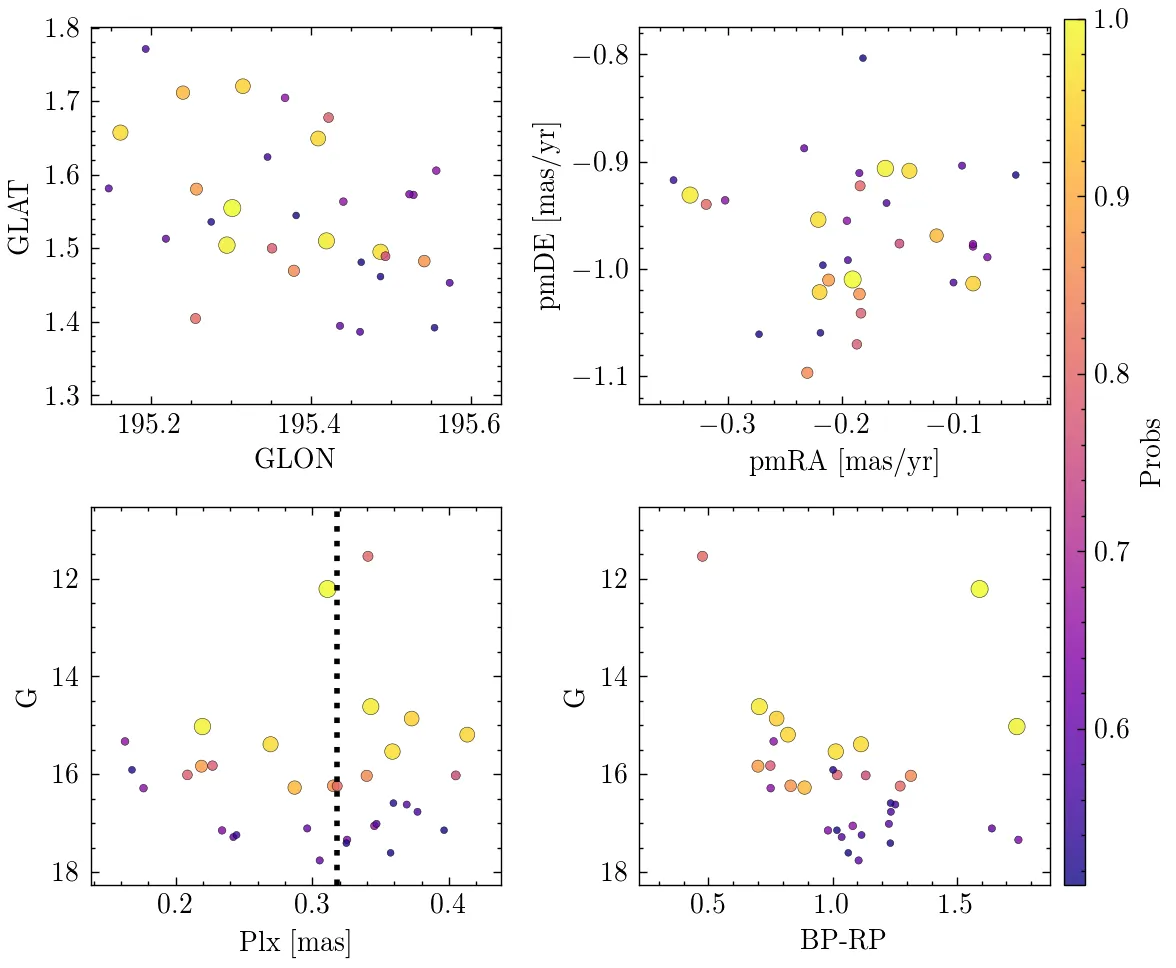 1.8
1.7
1.6
1.5
1.4
1.3
GLAT
195.2 195.4 195.6
GLON
−0.8
−0.9
−1.0
−1.1
pmDE [mas/yr]
−0.3 −0.2 −0.1
pmRA [mas/yr]
12
14
16
18
G
0.2 0.3 0.4
Plx [mas]
12
14
16
18
G
0.5 1.0 1.5
BP-RP
1.0
0.9
0.8
0.7
0.6
Probs